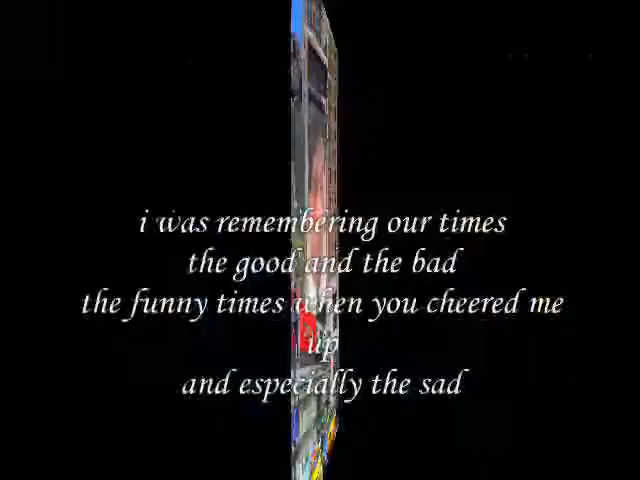 i was remembering our times
the good and the bad
the funny times when you cheered me
up
and especially the sad